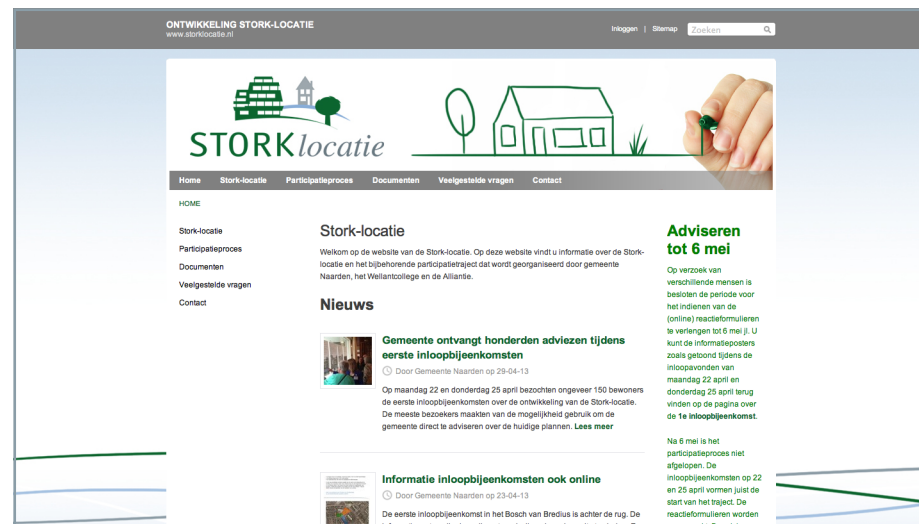 ONTWIKKELING STORK-LOCATIE
www.storklocatie.nl
Inloggen | Sitemap Zoeken
STORKlocatie
Home Stork-locatie Participatieproces Documenten Veelgestelde vragen Contact
HOME
Stork-locatie
Participatieproces
Documenten
Veelgestelde vragen
Contact
Stork-locatie
Welkom op de website van de Stork-locatie. Op deze website vindt u informatie over de Stork-
locatie en het bijbehorende participatietraject dat wordt georganiseerd door gemeente
Naarden, het Wellantcollege en de Alliantie.
Nieuws
Gemeente ontvangt honderden adviezen tijdens
eerste inloopbijeenkomsten
Door Gemeente Naarden op 29-04-13
Op maandag 22 en donderdag 25 april bezochten ongeveer 150 bewoners
de eerste inloopbijeenkomsten over de ontwikkeling van de Stork-locatie.
De meeste bezoekers maakten van de mogelijkheid gebruik om de
gemeente direct te adviseren over de huidige plannen. Lees meer
Informatie inloopbijeenkomsten ook online
Door Gemeente Naarden op 23-04-13
De eerste inloopbijeenkomst in het Bosch van Bredius is achter de rug. De
Adviseren
tot 6 mei
Op verzoek van
verschillende mensen is
besloten de periode voor
het indienen van de
(online) reactieformulieren
te verlengen tot 6 mei jl. U
kunt de informatieposters
zoals getoond tijdens de
inloopavonden van
maandag 22 april en
donderdag 25 april terug
vinden op de pagina over
de 1e inloopbijeenkomst.
Na 6 mei is het
participatieproces niet
afgelopen. De
inloopbijeenkomsten op 22
en 25 april vormen juist de
start van het traject. De
reactieformulieren worden